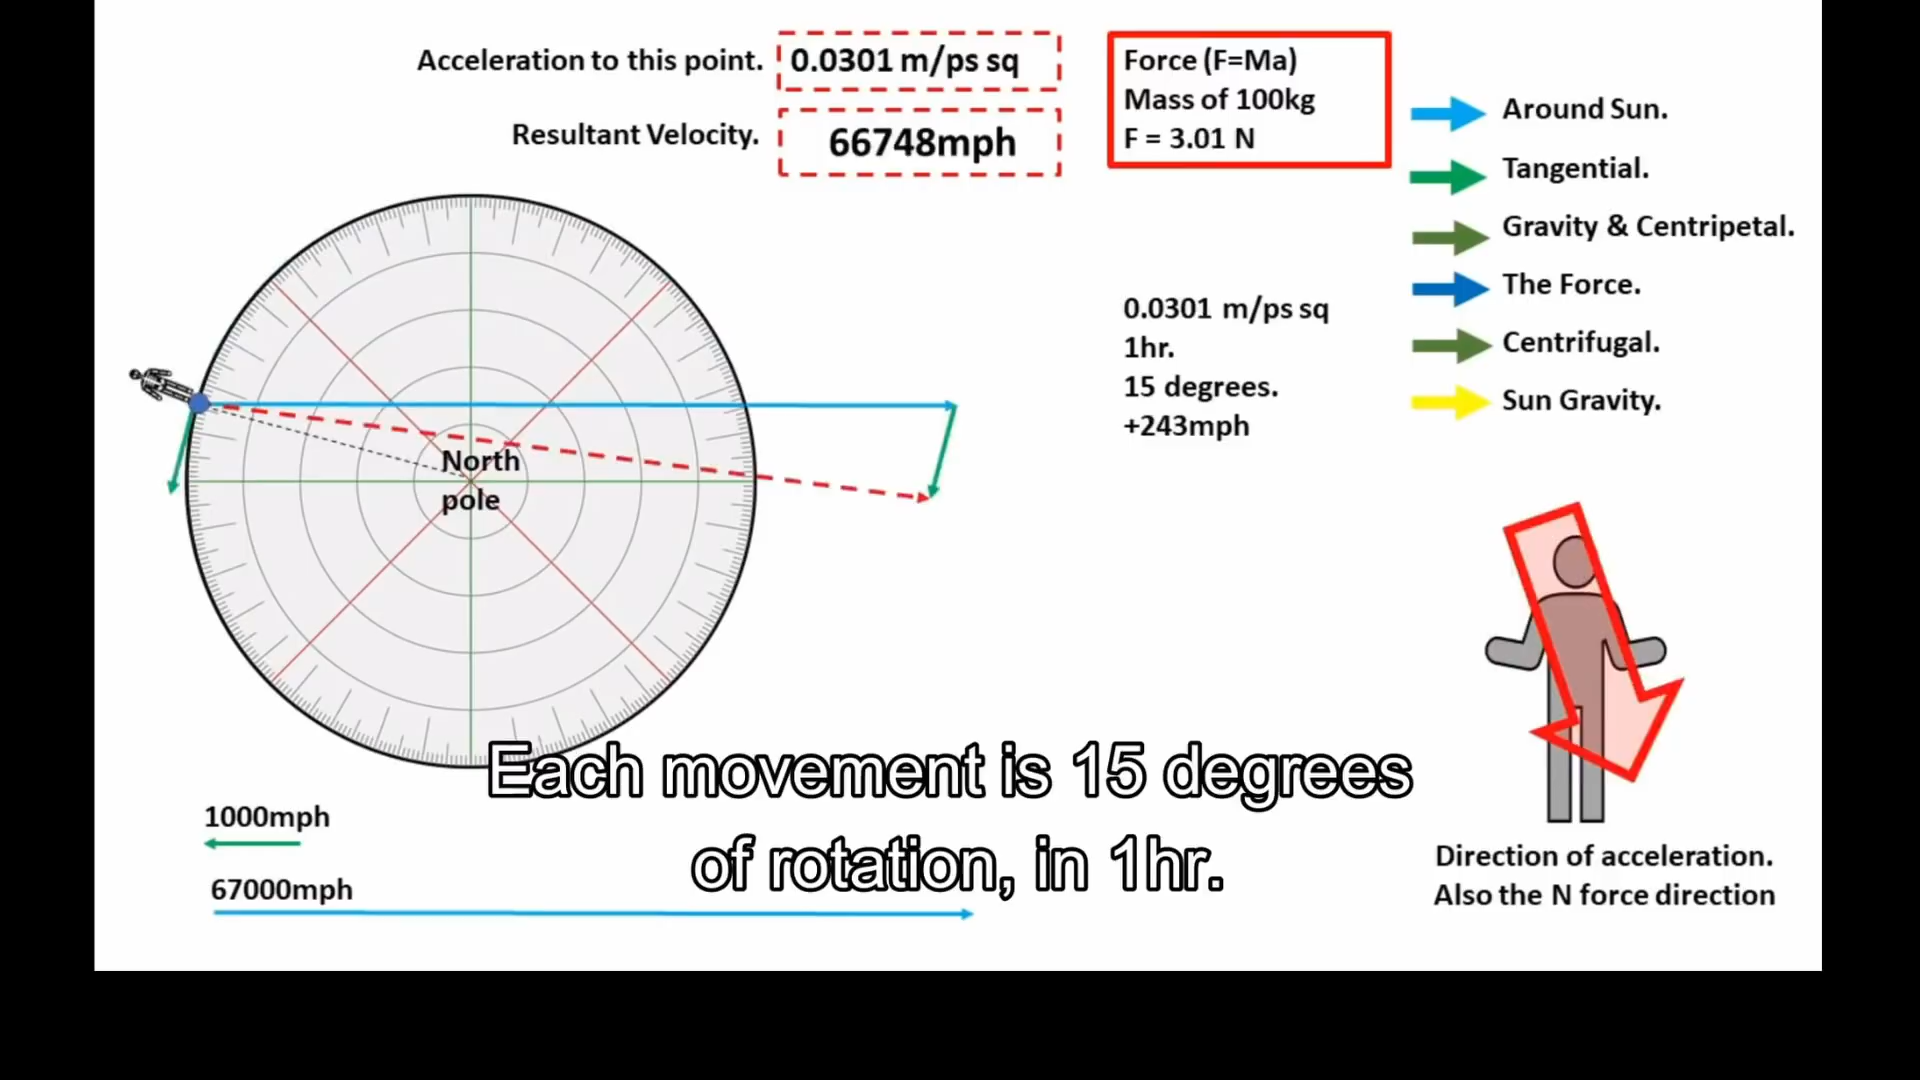 Acceleration to this point.
0.0301 m/ps sq
Resultant Velocity.
66748mph
Force (F=Ma)
Mass of 100kg
F = 3.01 N
Around Sun.
Tangential.
Gravity & Centripetal.
The Force.
Centrifugal.
Sun Gravity.
0.0301 m/ps sq
1hr.
15 degrees.
+243mph
North
pole
Each movement is 15 degrees
of rotation, in 1hr.
1000mph
67000mph
Direction of acceleration.
Also the N force direction